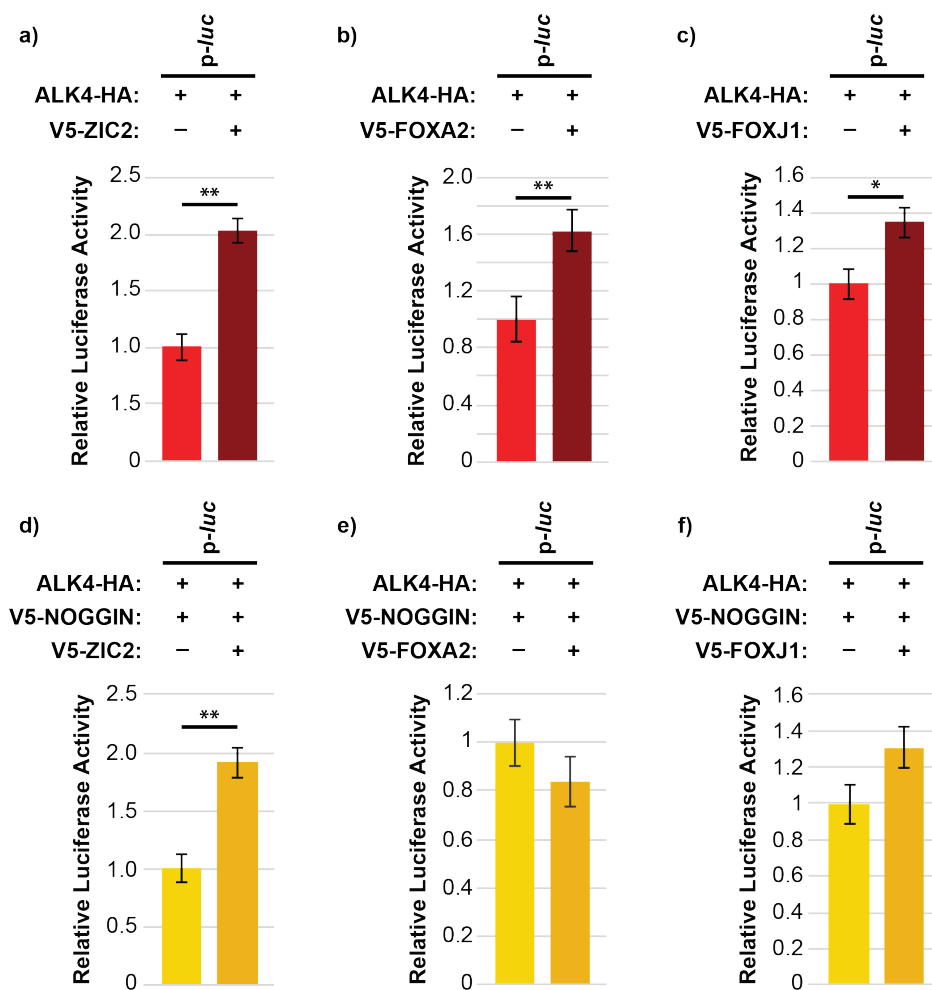 a)
p-luc
ALK4-HA: + +
V5-ZIC2: – +
Relative Luciferase Activity
2.5
2.0
1.5
1.0
1.5
0
**
b)
p-luc
ALK4-HA: + +
V5-FOXA2: – +
Relative Luciferase Activity
2.0
1.6
1.2
0.8
0.4
0
**
c)
p-luc
ALK4-HA: + +
V5-FOXJ1: – +
Relative Luciferase Activity
1.6
1.4
1.2
1
0.8
0.6
0.4
0.2
0
*
d)
p-luc
ALK4-HA: + +
V5-NOGGIN: + +
V5-ZIC2: – +
Relative Luciferase Activity
2.5
2.0
1.5
1.0
0.5
0
**
e)
p-luc
ALK4-HA: + +
V5-NOGGIN: + +
V5-FOXA2: – +
Relative Luciferase Activity
1.2
1
0.8
0.6
0.4
0.2
0
f)
p-luc
ALK4-HA: + +
V5-NOGGIN: + +
V5-FOXJ1: – +
Relative Luciferase Activity
1.6
1.4
1.2
1
0.8
0.6
0.4
0.2
0